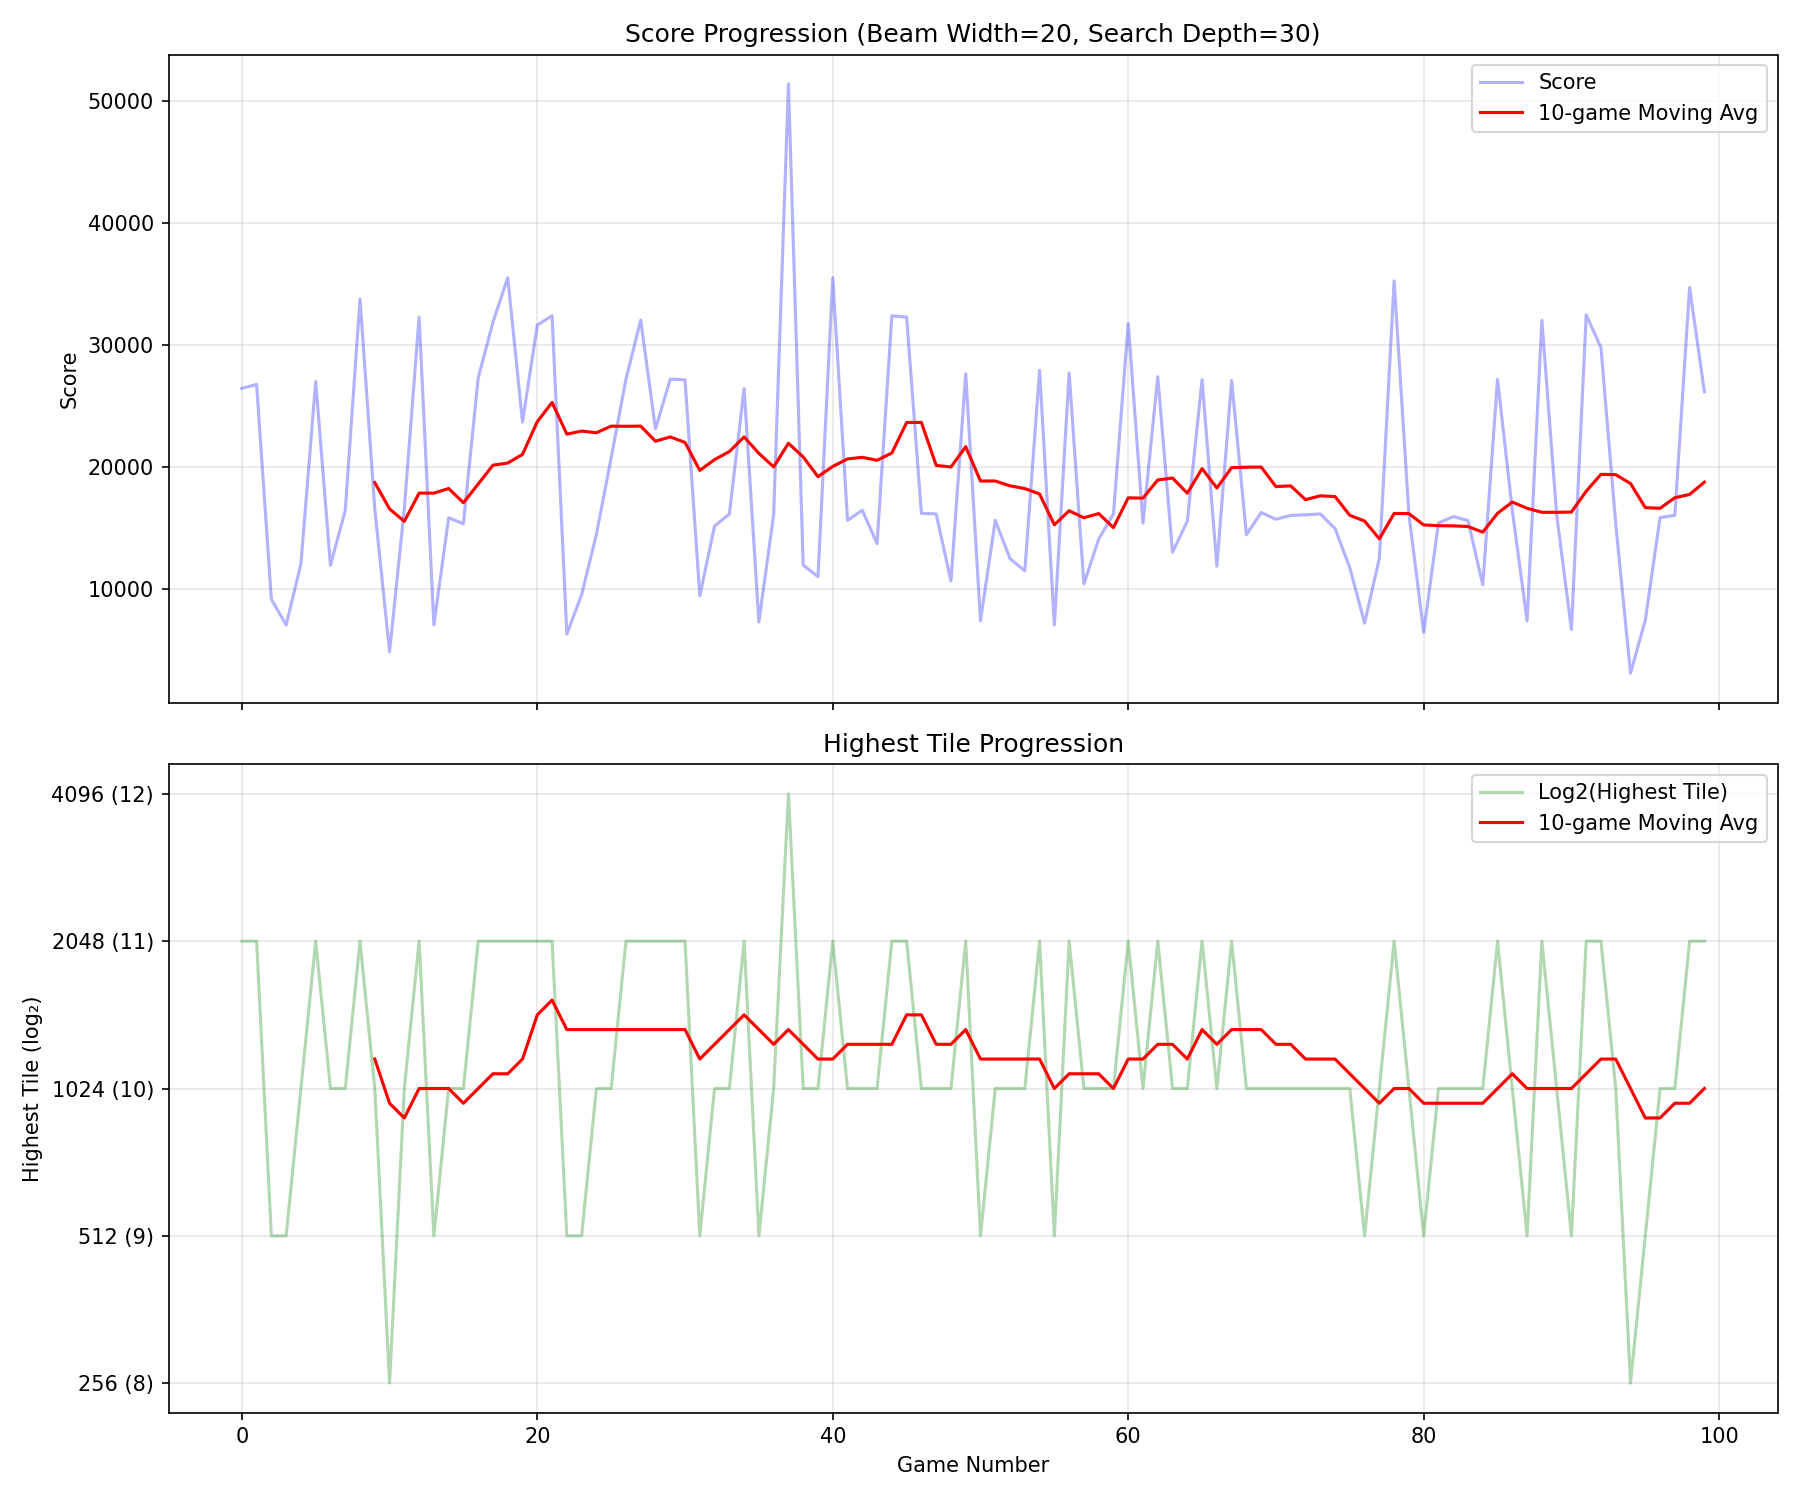 Score Progression (Beam Width=20, Search Depth=30)
Score
10-game Moving Avg
50000
40000
30000
20000
10000
Score
Highest Tile Progression
Log2(Highest Tile)
10-game Moving Avg
4096 (12)
2048 (11)
1024 (10)
512 (9)
256 (8)
Highest Tile (log₂)
0 20 40 60 80 100
Game Number